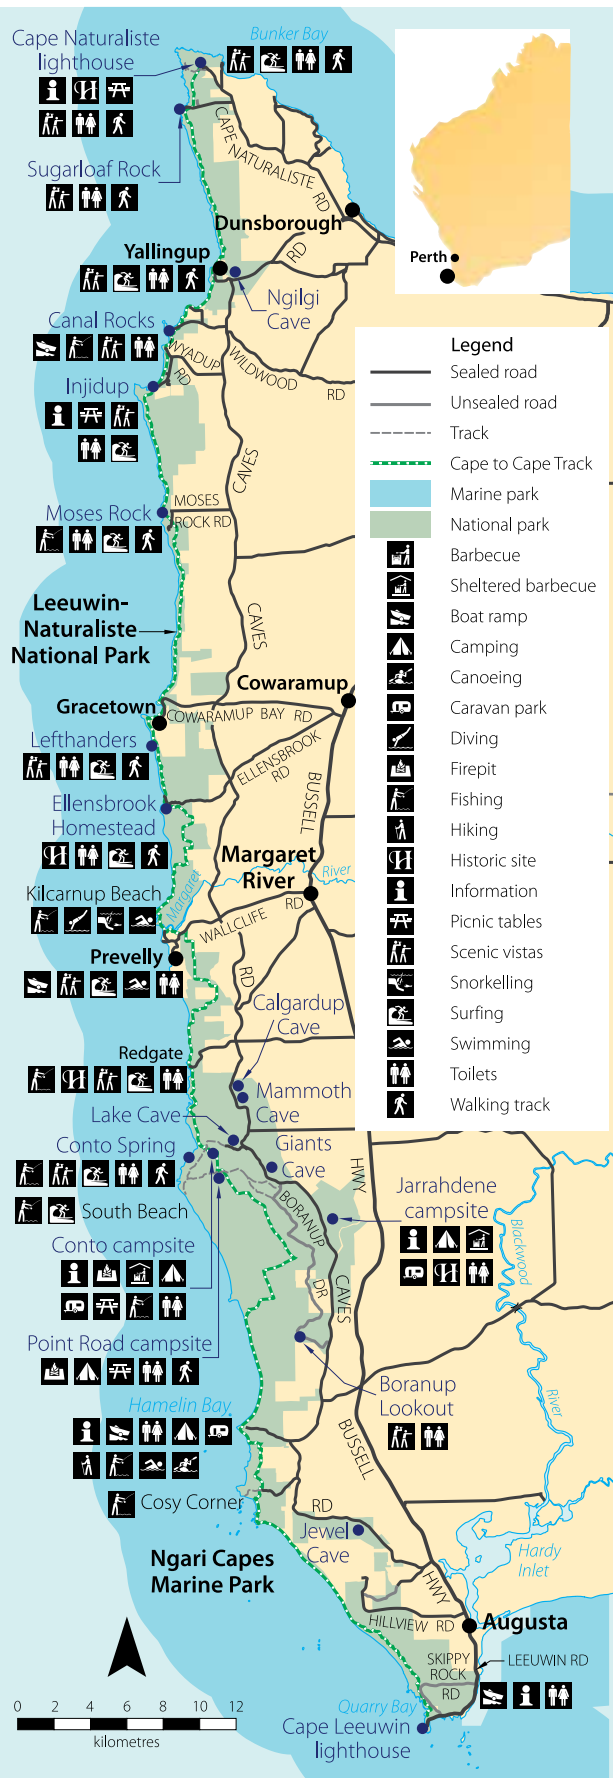 Bunker Bay
Cape Naturaliste
lighthouse
Sugarloaf Rock
CAPE NATURALISTE
RD
Dunsborough
Yallingup
RD
Ngilgi
Cave
Perth
Canal Rocks
WYADUP
RD
WILDWOOD
RD
Injidup
CAVES
Moses Rock
MOSES
ROCK RD
Leeuwin-
Naturaliste
National Park
CAVES
Cowaramup
Gracetown
COWARAMUP BAY RD
Lefthanders
ELLENSBROOK
RD
BUSSELL
Ellensbrook
Homestead
Margaret
River
River
Kilcarnup Beach
Margaret
WALLCLIFE
RD
Prevelly
RD
Calgardup
Cave
Redgate
Mammoth
Cave
Lake Cave
Conto Spring
Giants
Cave
HWY
South Beach
BORANUP
DR
Jarrahdene
campsite
Blackwood
Conto campsite
CAVES
Point Road campsite
River
Boranup
Lookout
Hamelin Bay
BUSSELL
Cosy Corner
RD
Jewel
Cave
Ngari Capes
Marine Park
Hardy
Inlet
HWY
HILLVIEW RD
Augusta
SKIPPY
ROCK
RD
LEEUWIN RD
Quarry Bay
Cape Leeuwin
lighthouse
0 2 4 6 8 10 12
kilometres
Legend
Sealed road
Unsealed road
Track
Cape to Cape Track
Marine park
National park
Barbecue
Sheltered barbecue
Boat ramp
Camping
Canoeing
Caravan park
Diving
Firepit
Fishing
Hiking
Historic site
Information
Picnic tables
Scenic vistas
Snorkelling
Surfing
Swimming
Toilets
Walking track